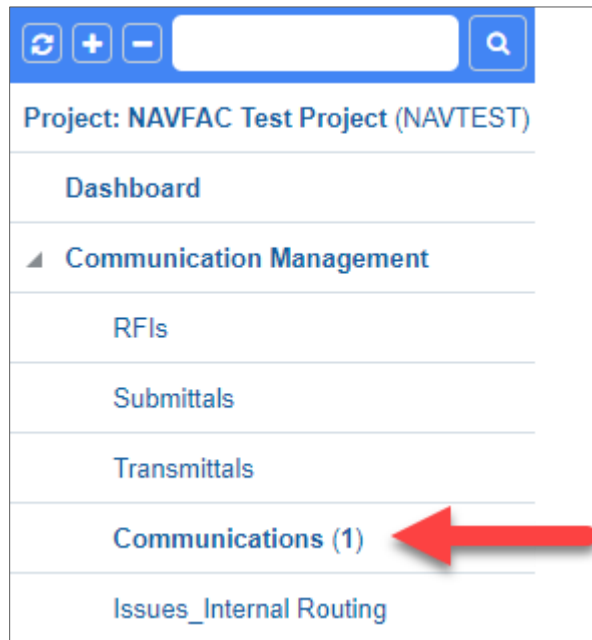 Project: NAVFAC Test Project (NAVTEST)
Dashboard
Communication Management
RFIs
Submittals
Transmittals
Communications (1)
Issues_Internal Routing